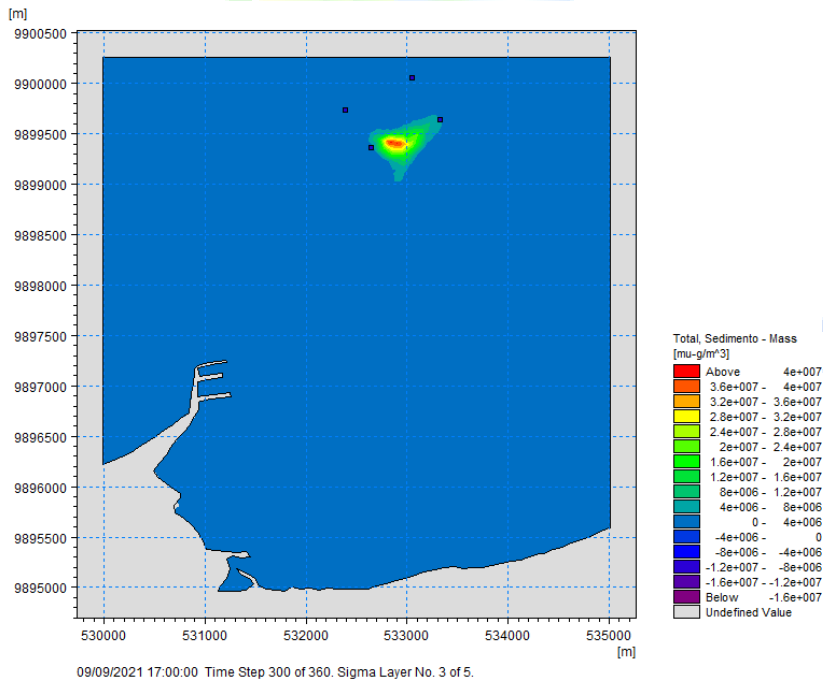 [m]
9900500
9900000
9899500
9899000
9898500
9898000
9897500
9897000
9896500
9896000
9895500
9895000
530000 531000 532000 533000 534000 535000
[m]
09/09/2021 17:00:00 Time Step 300 of 360. Sigma Layer No. 3 of 5.
Total, Sedimento - Mass
[mu-g/m^3]
Above 4e+007
3.6e+007 - 4e+007
3.2e+007 - 3.6e+007
2.8e+007 - 3.2e+007
2.4e+007 - 2.8e+007
2e+007 - 2.4e+007
1.6e+007 - 2e+007
1.2e+007 - 1.6e+007
8e+006 - 1.2e+007
4e+006 - 8e+006
0 - 4e+006
-4e+006 - 0
-8e+006 - -4e+006
-1.2e+007 - -8e+006
-1.6e+007 - -1.2e+007
Below -1.6e+007
Undefined Value